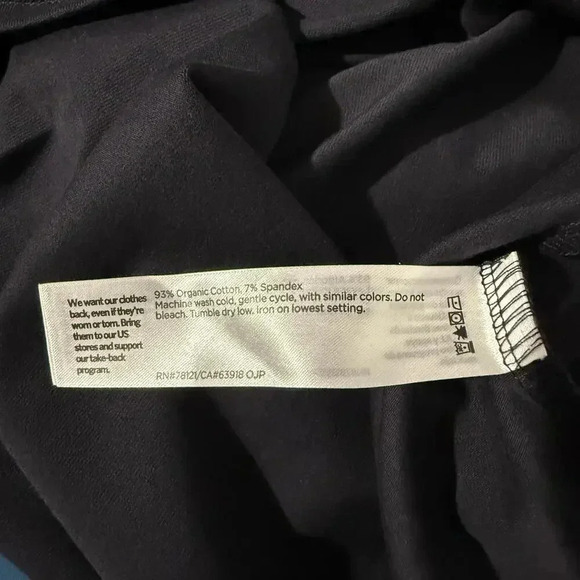 We want our clothes
back, even if they're
worn or torn. Bring
them to our US
stores and support
our take-back
program.
93% Organic Cotton, 7% Spandex
Machine wash cold, gentle cycle, with similar colors. Do not
bleach. Tumble dry low. Iron on lowest setting.
RN#78121/CA#63918 OJP